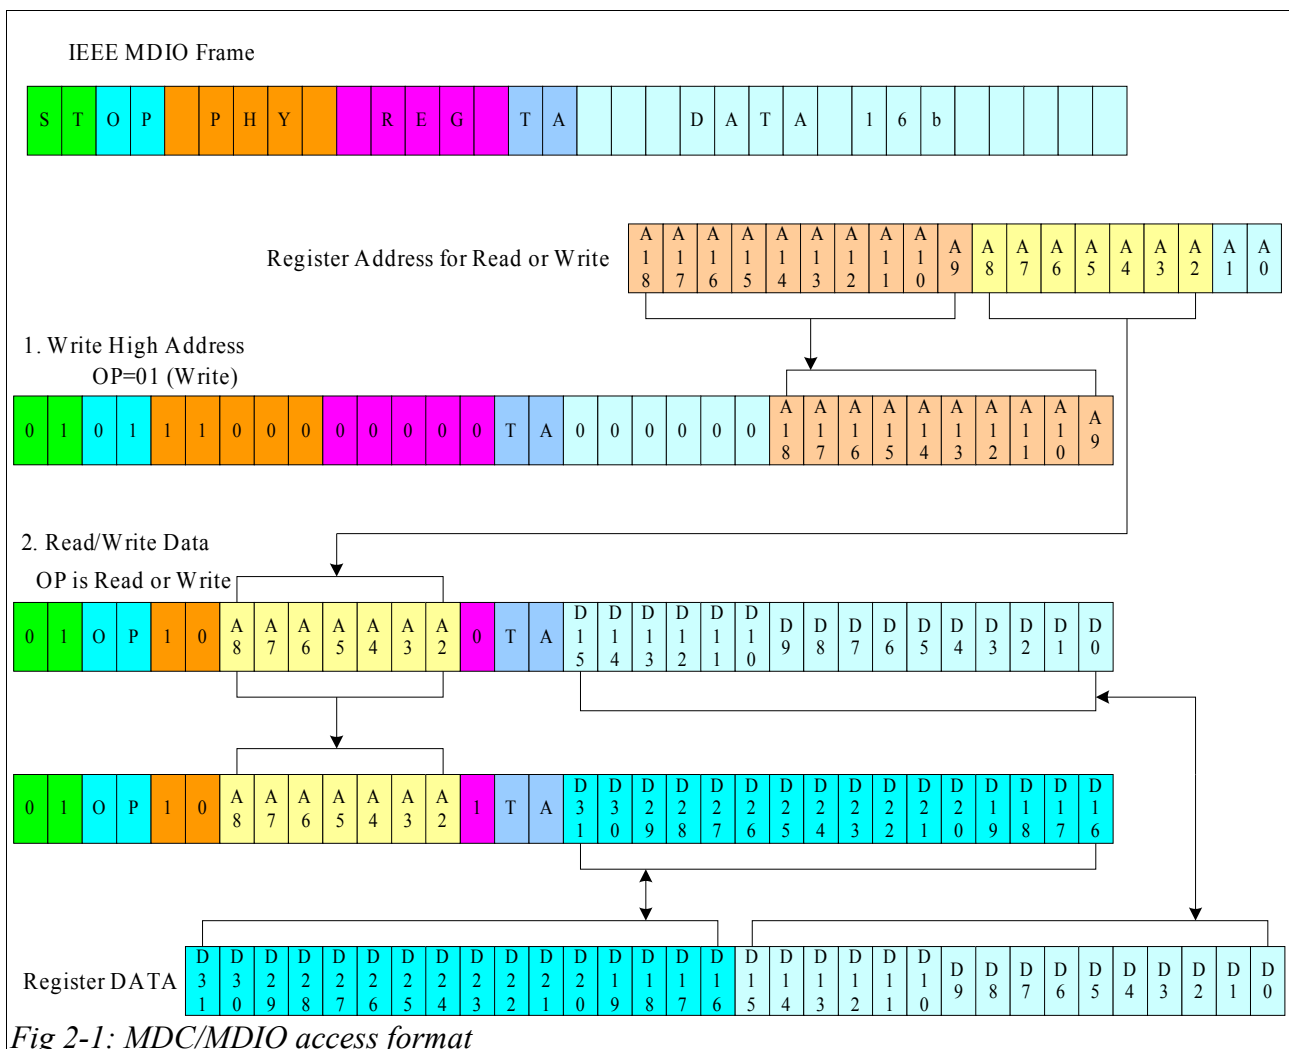 IEEE MDIO Frame
S T O P P H Y R E G T A D A T A 1 6 b
Register Address for Read or Write A18 A17 A16 A15 A14 A13 A12 A11 A10 A9 A8 A7 A6 A5 A4 A3 A2 A1 A0
1. Write High Address
OP=01 (Write)
0 1 0 1 1 1 0 0 0 0 0 0 0 0 T A 0 0 0 0 0 0 A18 A17 A16 A15 A14 A13 A12 A11 A10 A9
2. Read/Write Data
OP is Read or Write
0 1 O P 1 0 A8 A7 A6 A5 A4 A3 A2 0 T A D15 D14 D13 D12 D11 D10 D9 D8 D7 D6 D5 D4 D3 D2 D1 D0
0 1 O P 1 0 A8 A7 A6 A5 A4 A3 A2 1 T A D31 D30 D29 D28 D27 D26 D25 D24 D23 D22 D21 D20 D19 D18 D17 D16
Register DATA D31 D30 D29 D28 D27 D26 D25 D24 D23 D22 D21 D20 D19 D18 D17 D16 D15 D14 D13 D12 D11 D10 D9 D8 D7 D6 D5 D4 D3 D2 D1 D0
Fig 2-1: MDC/MDIO access format